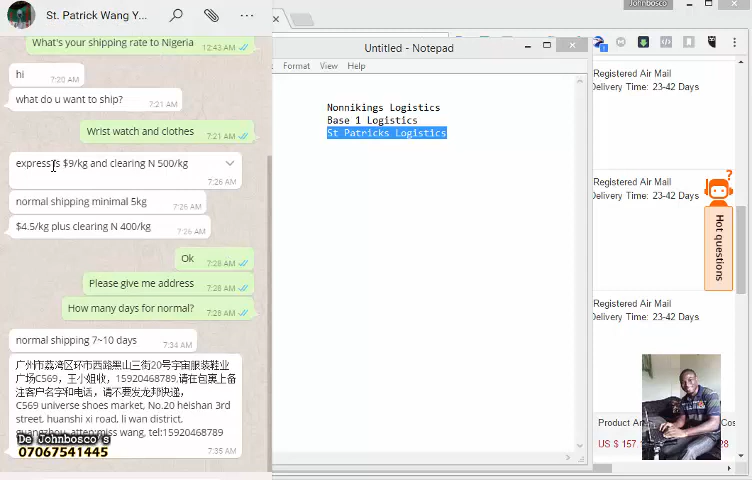 Johnbosco
St. Patrick Wang Y...
What's your shipping rate to Nigeria
12:43 AM
hi
7:20 AM
what do u want to ship?
7:21 AM
Wrist watch and clothes
7:21 AM
express is $9/kg and clearing N 500/kg
7:26 AM
normal shipping minimal 5kg
7:26 AM
$4.5/kg plus clearing N 400/kg
7:26 AM
Ok
7:28 AM
Please give me address
7:28 AM
How many days for normal?
7:28 AM
normal shipping 7~10 days
7:34 AM
广州市荔湾区环市西路黑山三街20号宇宙服装鞋业
广场C569，王小姐收，15920468789,请在包裹上备
注客户名字和电话，请不要发龙邦快递，
C569 universe shoes market, No.20 heishan 3rd
street, huanshi xi road, li wan district,
guangzhou, atten:miss wang, tel:15920468789
7:35 AM
De Johnbosco's
07067541445
Untitled - Notepad
Format View Help
Nonnikings Logistics
Base 1 Logistics
St Patricks Logistics
Registered Air Mail
Delivery Time: 23-42 Days
Registered Air Mail
Delivery Time: 23-42 Days
Registered Air Mail
Delivery Time: 23-42 Days
Hot questions
Product
Cos
US $ 157.
28